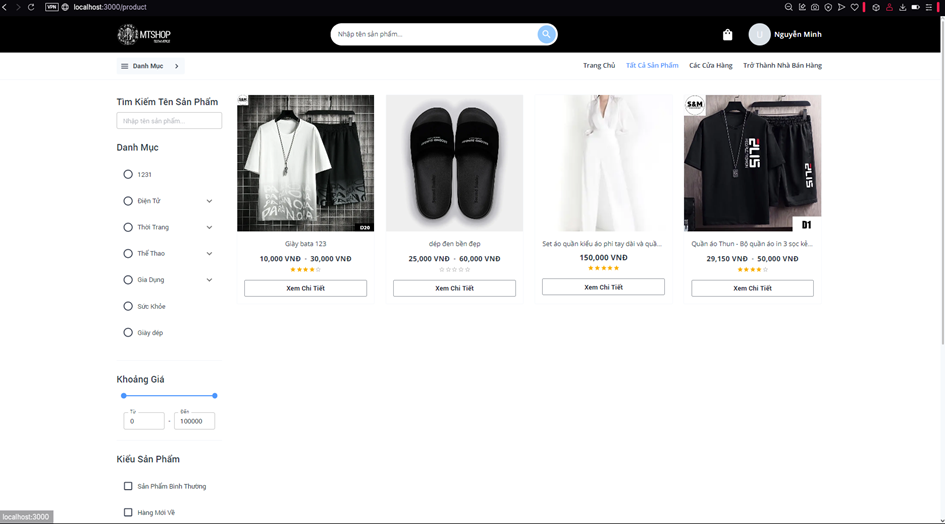 VPN
localhost:3000/product
MTSHOP
Nhập tên sản phẩm...
U
Nguyễn Minh
Danh Mục
Trang Chủ
Tất Cả Sản Phẩm
Các Cửa Hàng
Trở Thành Nhà Bán Hàng
Tìm Kiếm Tên Sản Phẩm
Nhập tên sản phẩm...
Danh Mục
1231
Điện Tử
Thời Trang
Thể Thao
Gia Dụng
Sức Khỏe
Giày dép
Khoảng Giá
Từ
0
-
Đến
100000
Kiểu Sản Phẩm
Sản Phẩm Bình Thường
Hàng Mới Về
S&M
D20
Giày bata 123
10,000 VNĐ - 30,000 VNĐ
Xem Chi Tiết
dép đen bền đẹp
25,000 VNĐ - 60,000 VNĐ
Xem Chi Tiết
Set áo quần kiểu áo phi tay dài và quầ...
150,000 VNĐ
Xem Chi Tiết
S&M
D1
Quần áo Thun - Bộ quần áo in 3 sọc kẻ...
29,150 VNĐ - 50,000 VNĐ
Xem Chi Tiết
localhost:3000